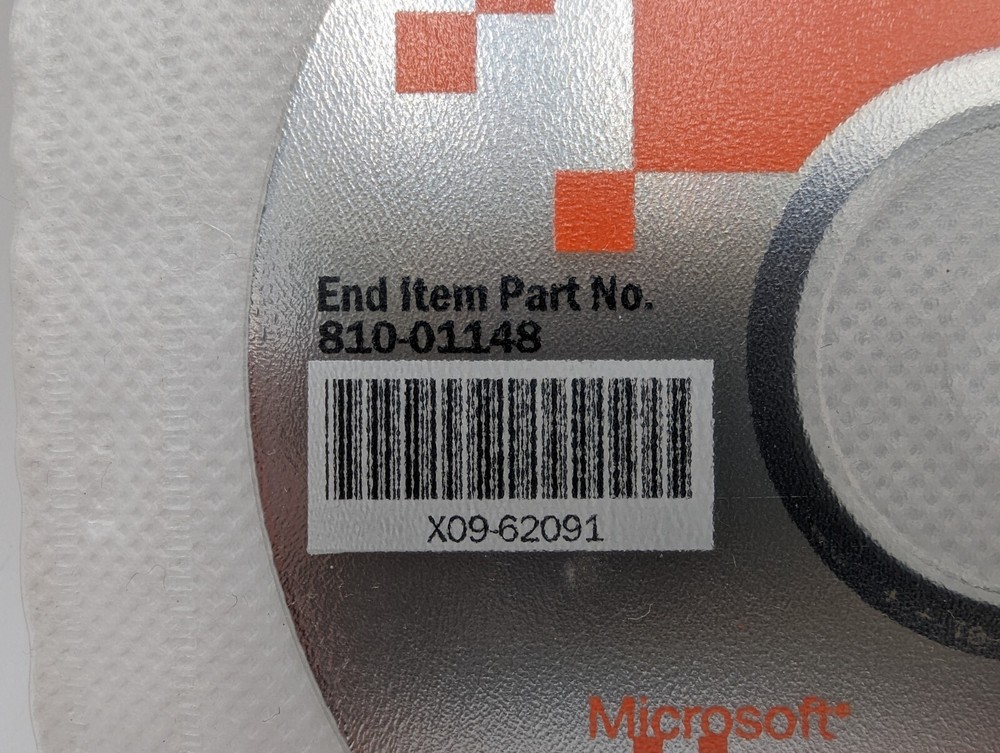 End Item Part No.
810-01148
X09-62091
Microsoft®